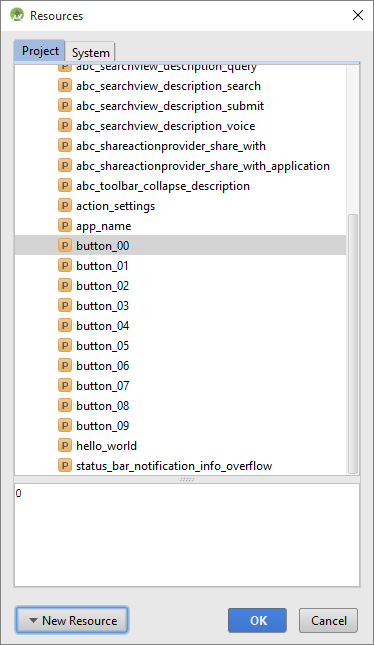 Resources
Project System
P abc_searchview_description_query
P abc_searchview_description_search
P abc_searchview_description_submit
P abc_searchview_description_voice
P abc_shareactionprovider_share_with
P abc_shareactionprovider_share_with_application
P abc_toolbar_collapse_description
P action_settings
P app_name
P button_00
P button_01
P button_02
P button_03
P button_04
P button_05
P button_06
P button_07
P button_08
P button_09
P hello_world
P status_bar_notification_info_overflow
0
New Resource OK Cancel